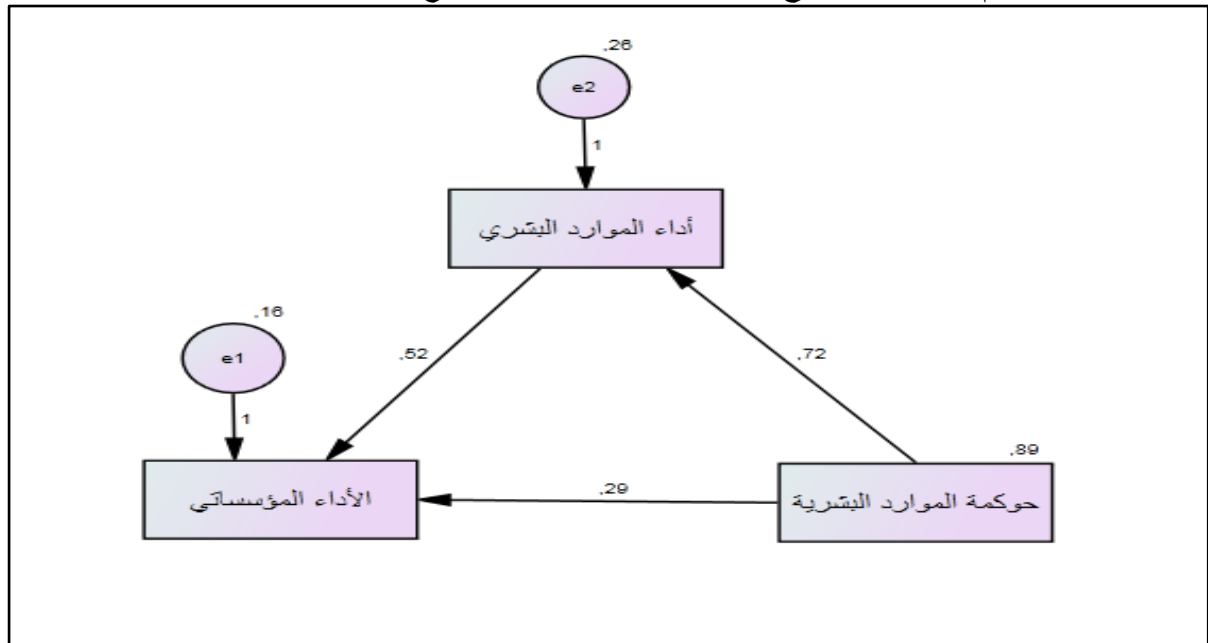 ,26
e2
1
أداء الموارد البشري
,16
e1
,52
,72
1
,89
الأداء المؤسساتي
,29
حوكمة الموارد البشرية